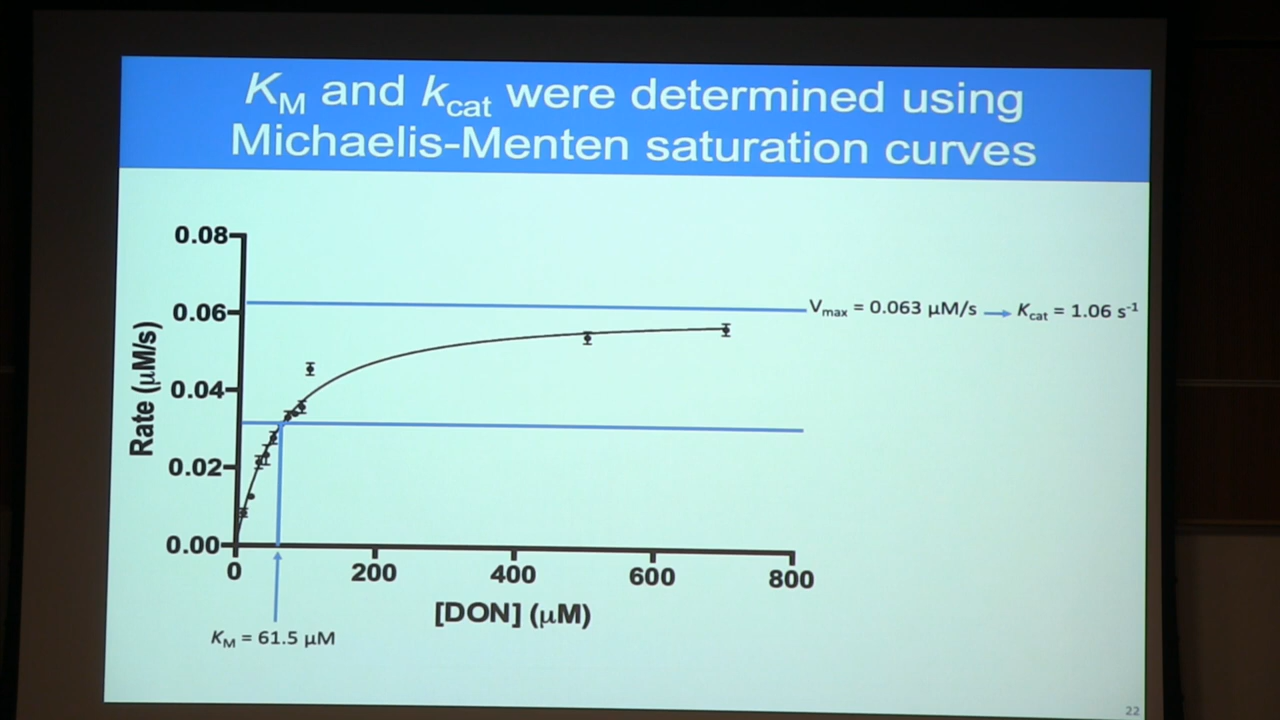 KM and kcat were determined using
Michaelis-Menten saturation curves
0.08
0.06
0.04
0.02
0.00
Rate (μM/s)
Vmax = 0.063 μM/s → Kcat = 1.06 s-1
0 200 400 600 800
[DON] (μM)
KM = 61.5 μM
22